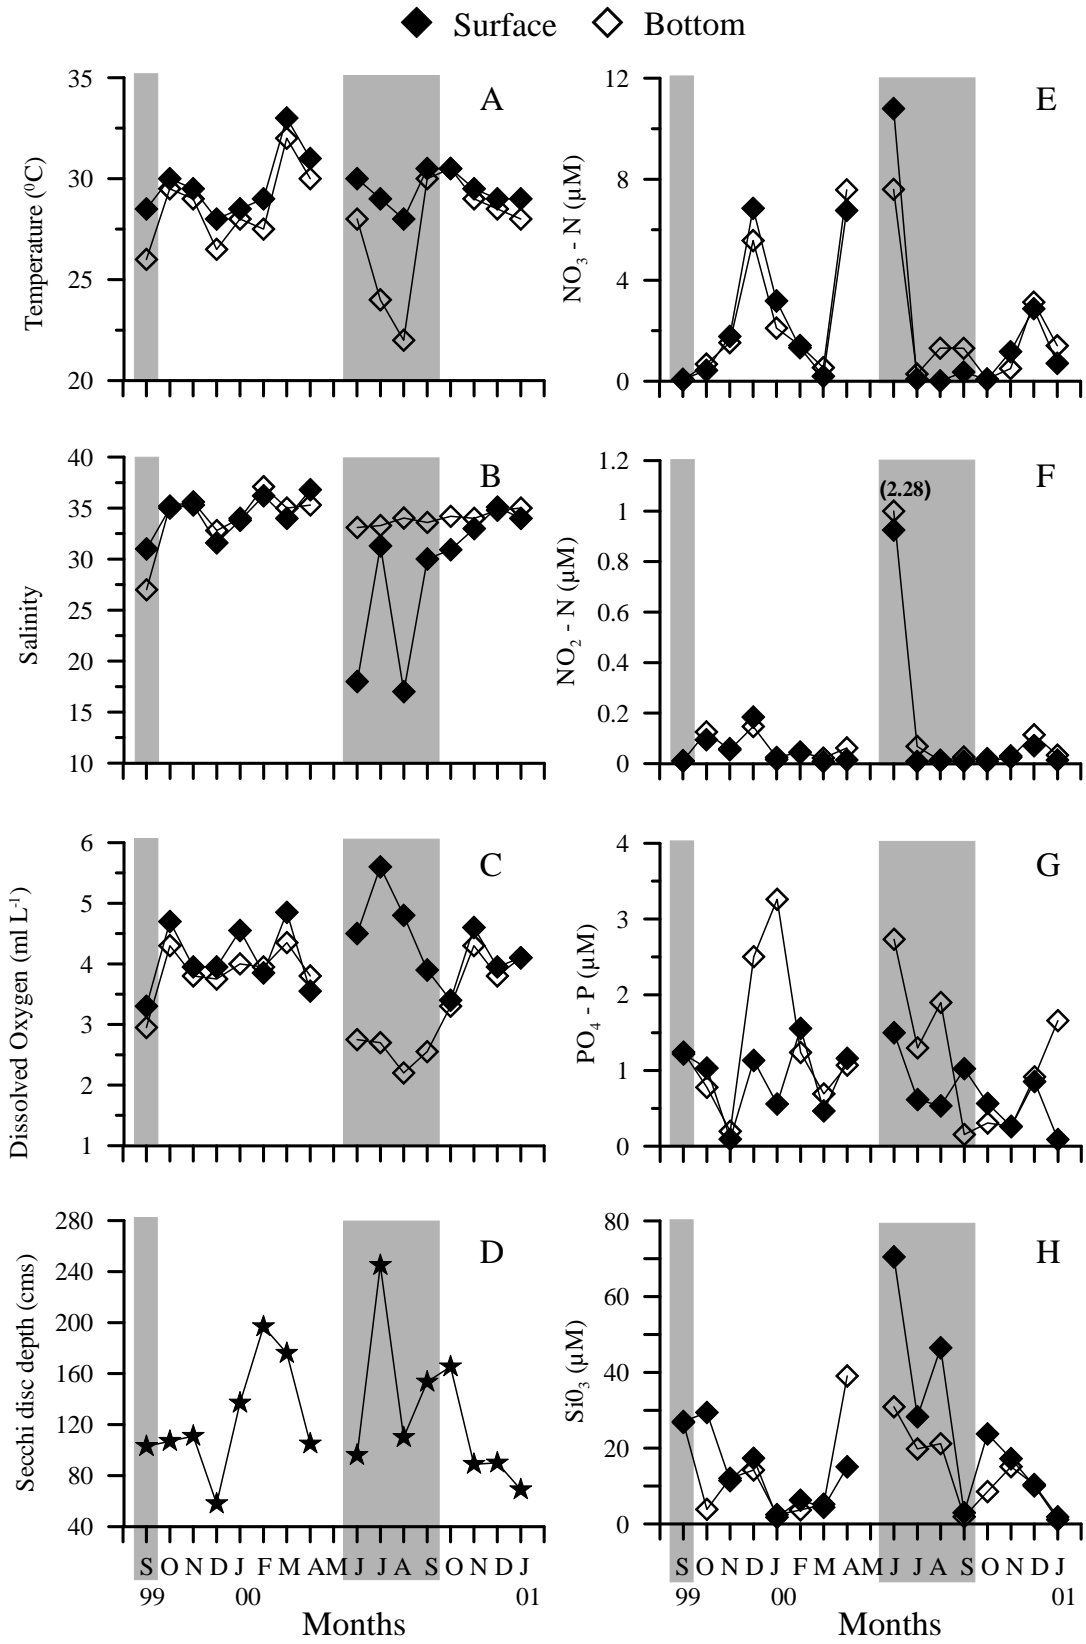 Surface Bottom
A
35
30
25
20
Temperature (⁰C)
E
12
8
4
0
NO₃ - N (µM)
B
40
35
30
25
20
15
10
Salinity
F
1.2
1
0.8
0.6
0.4
0.2
0
(2.28)
NO₂ - N (µM)
C
6
5
4
3
2
1
Dissolved Oxygen (ml L⁻¹)
G
4
3
2
1
0
PO₄ - P (µM)
D
280
240
200
160
120
80
40
Secchi disc depth (cms)
S O N D J F M A M J J A S O N D J
99 00 01
Months
H
80
60
40
20
0
Si0₃ (µM)
S O N D J F M A M J J A S O N D J
99 00 01
Months